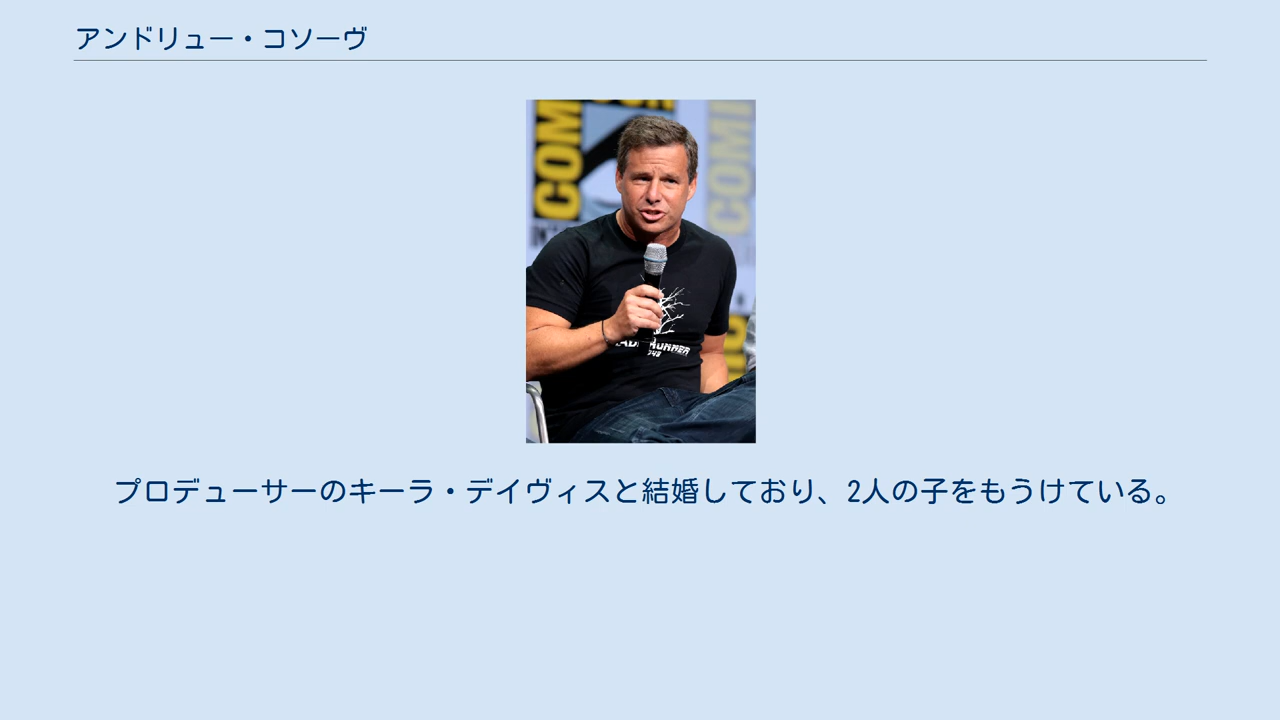 アンドリュー・コソーヴ
COM
COMI
プロデューサーのキーラ・デイヴィスと結婚しており、2人の子をもうけている。